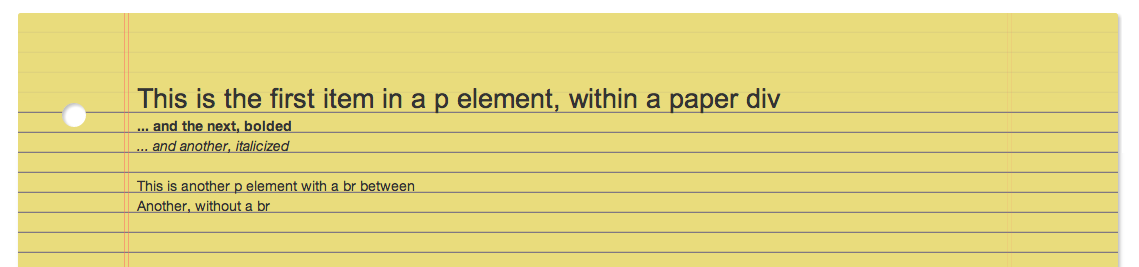 This is the first item in a p element, within a paper div
... and the next, bolded
... and another, italicized
This is another p element with a br between
Another, without a br